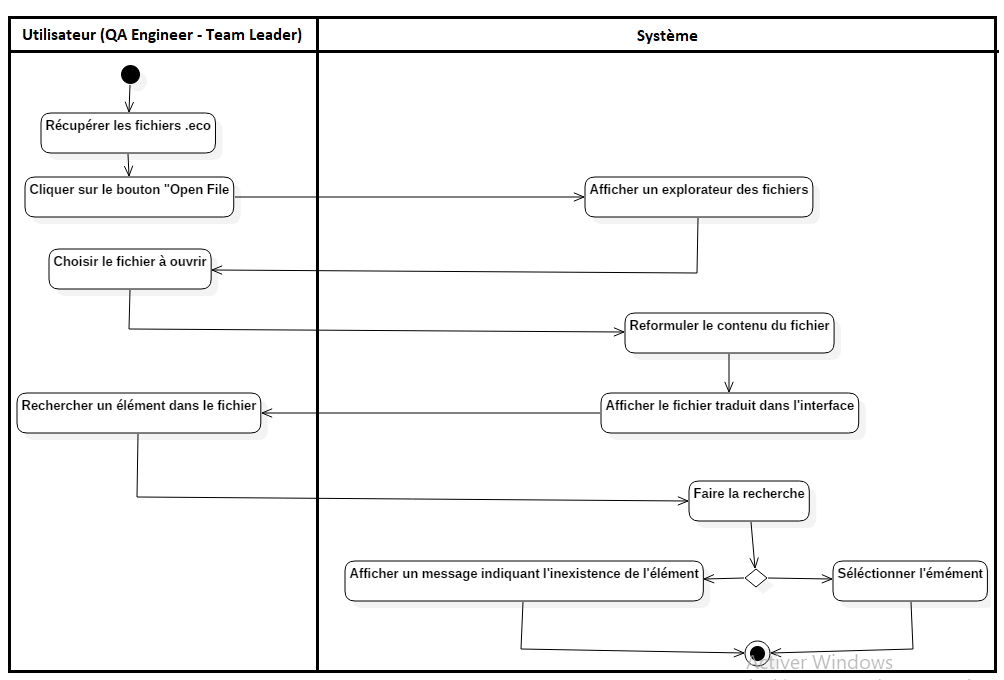 Utilisateur (QA Engineer - Team Leader)
Système
Récupérer les fichiers .eco
Cliquer sur le bouton "Open File
Afficher un explorateur des fichiers
Choisir le fichier à ouvrir
Reformuler le contenu du fichier
Rechercher un élément dans le fichier
Afficher le fichier traduit dans l'interface
Faire la recherche
Afficher un message indiquant l'inexistence de l'élément
Séléctionner l'émément
Activer Windows